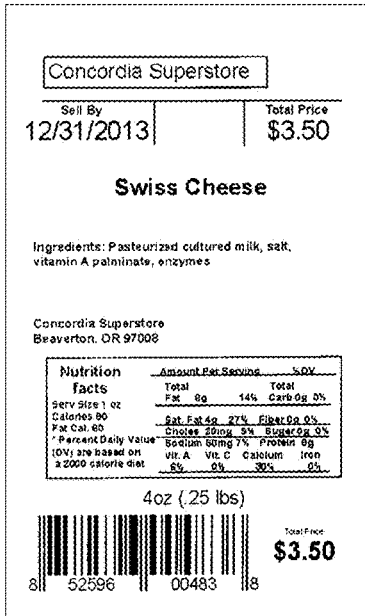 Concordia Superstore
Sell By
12/31/2013
Total Price
$3.50
Swiss Cheese
Ingredients: Pasteurized cultured milk, salt,
vitamin A palminate, enzymes
Concordia Superstore
Beaverton, OR 97008
Nutrition
facts
Serv Size 1 oz
Calories 80
Fat Cal. 60
* Percent Daily Value
(DV) are based on
a 2000 calorie diet
Amount Per Serving %DV
Total Total
Fat 8g 14% Carb 0g 0%
Sat. Fat 4g 27% Fiber 0g 0%
Choles 20mg 5% Suger 0g 0%
Sodium 60mg 7% Protein 8g
Vit. A Vit. C Calcium Iron
6% 0% 30% 0%
4oz (.25 lbs)
8 52596 00483 8
Total Price
$3.50